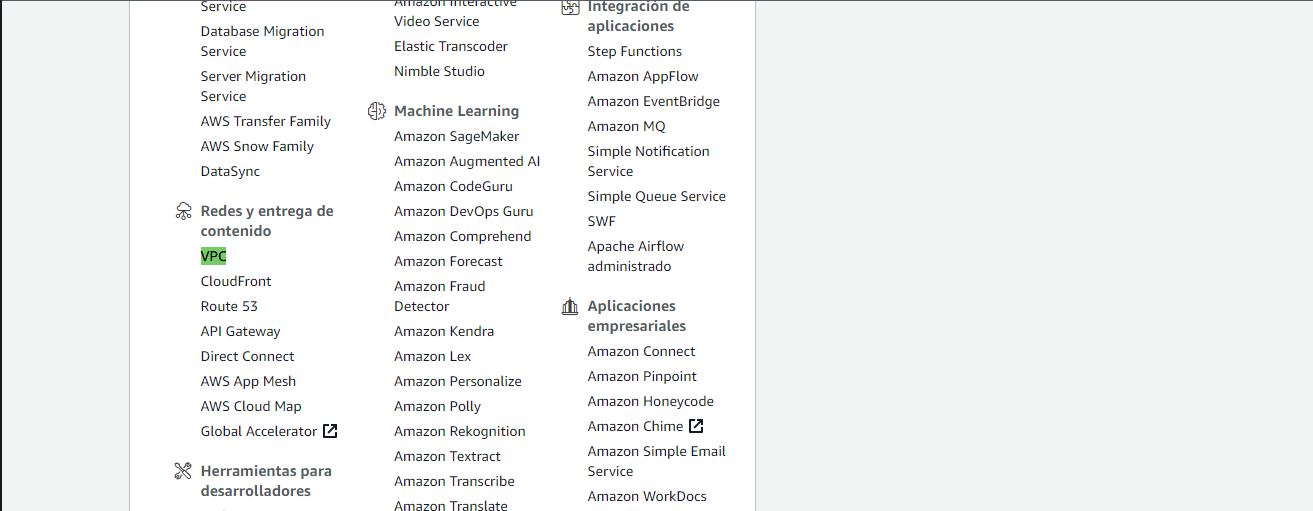 Service
Database Migration
Service
Server Migration
Service
AWS Transfer Family
AWS Snow Family
DataSync
Redes y entrega de
contenido
VPC
CloudFront
Route 53
API Gateway
Direct Connect
AWS App Mesh
AWS Cloud Map
Global Accelerator
Herramientas para
desarrolladores
Amazon Interactive
Video Service
Elastic Transcoder
Nimble Studio
Machine Learning
Amazon SageMaker
Amazon Augmented AI
Amazon CodeGuru
Amazon DevOps Guru
Amazon Comprehend
Amazon Forecast
Amazon Fraud
Detector
Amazon Kendra
Amazon Lex
Amazon Personalize
Amazon Polly
Amazon Rekognition
Amazon Textract
Amazon Transcribe
Amazon Translate
Integración de
aplicaciones
Step Functions
Amazon AppFlow
Amazon EventBridge
Amazon MQ
Simple Notification
Service
Simple Queue Service
SWF
Apache Airflow
administrado
Aplicaciones
empresariales
Amazon Connect
Amazon Pinpoint
Amazon Honeycode
Amazon Chime
Amazon Simple Email
Service
Amazon WorkDocs